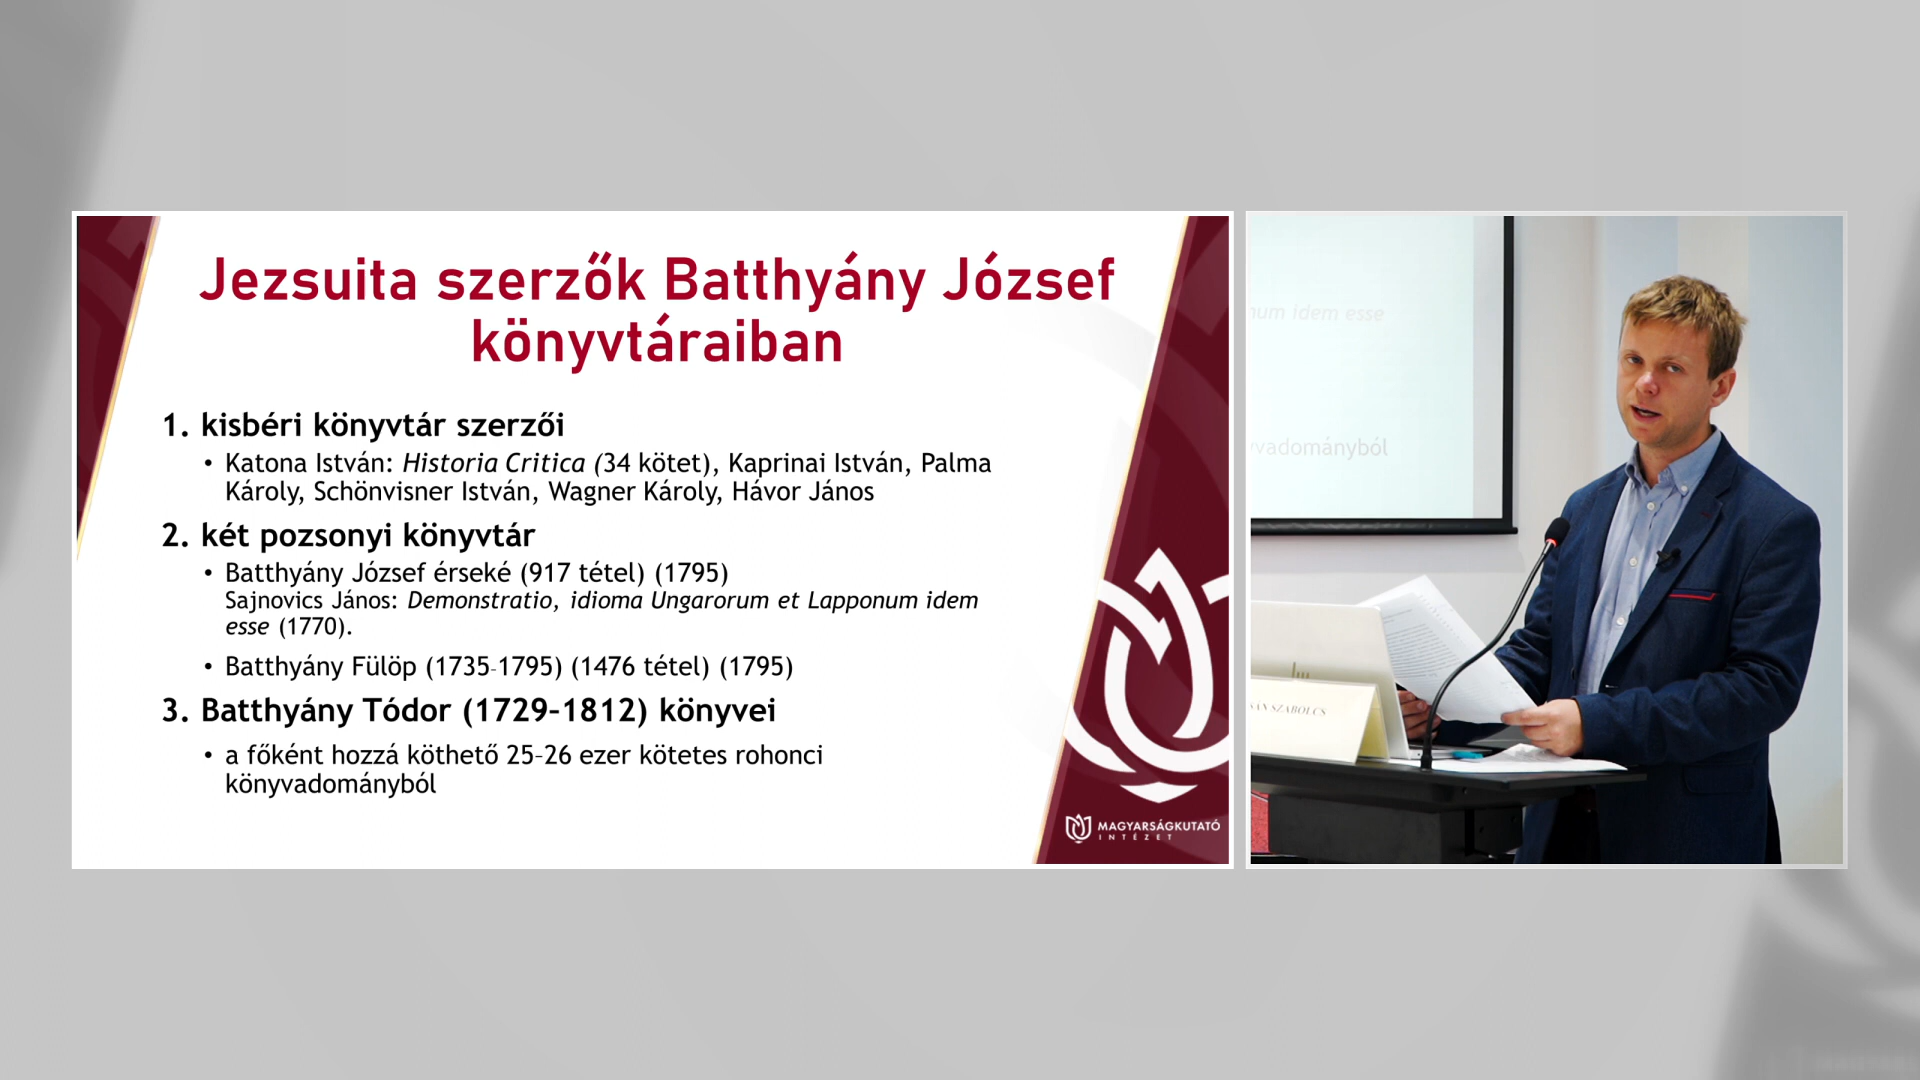 Jezsuita szerzők Batthyány József
könyvtáraiban
1. kisbéri könyvtár szerzői
• Katona István: Historia Critica (34 kötet), Kaprinai István, Palma
Károly, Schönvisner István, Wagner Károly, Hávor János
2. két pozsonyi könyvtár
• Batthyány József érseké (917 tétel) (1795)
Sajnovics János: Demonstratio, idioma Ungarorum et Lapponum idem
esse (1770).
• Batthyány Fülöp (1735-1795) (1476 tétel) (1795)
3. Batthyány Tódor (1729–1812) könyvei
• a főként hozzá köthető 25–26 ezer kötetes rohonci
könyvadományból
MAGYARSÁGKUTATÓ
INTÉZET
num idem esse
vadományból
SÁN SZABOLCS